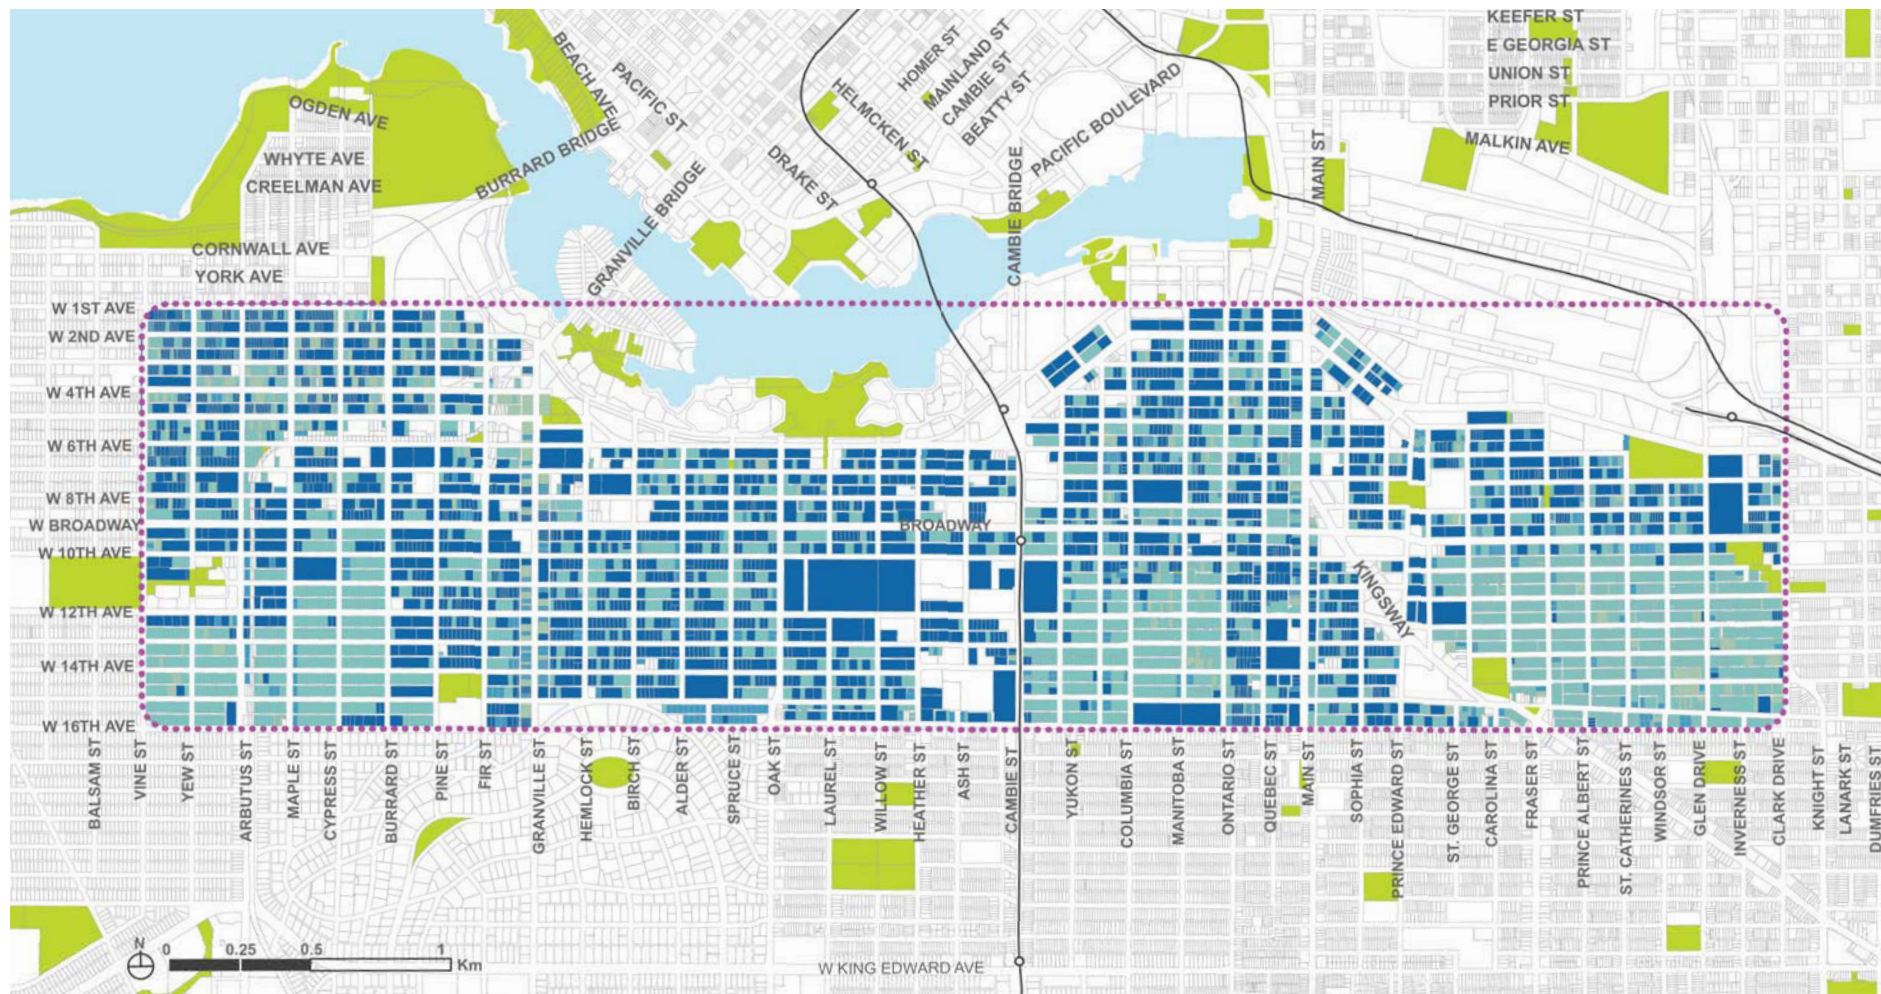 KEEFER ST
E GEORGIA ST
UNION ST
PRIOR ST
MALKIN AVE
MAIN ST
BEACH AVE
PACIFIC ST
HOMER ST
MAINLAND ST
CAMBIE ST
BEATTY ST
HELMCKEN ST
PACIFIC BOULEVARD
DRAKE ST
OGDEN AVE
WHYTE AVE
CREELMAN AVE
BURRARD BRIDGE
GRANVILLE BRIDGE
CAMBIE BRIDGE
CORNWALL AVE
YORK AVE
W 1ST AVE
W 2ND AVE
W 4TH AVE
W 6TH AVE
W 8TH AVE
W BROADWAY
BROADWAY
W 10TH AVE
W 12TH AVE
KINGSWAY
W 14TH AVE
W 16TH AVE
BALSAM ST
VINE ST
YEW ST
ARBUTUS ST
MAPLE ST
CYPRESS ST
BURRARD ST
PINE ST
FIR ST
GRANVILLE ST
HEMLOCK ST
BIRCH ST
ALDER ST
SPRUCE ST
OAK ST
LAUREL ST
WILLOW ST
HEATHER ST
ASH ST
CAMBIE ST
YUKON ST
COLUMBIA ST
MANITOBA ST
ONTARIO ST
QUEBEC ST
MAIN ST
SOPHIA ST
PRINCE EDWARD ST
ST. GEORGE ST
CAROLINA ST
FRASER ST
PRINCE ALBERT ST
ST. CATHERINES ST
WINDSOR ST
GLEN DRIVE
INVERNESS ST
CLARK DRIVE
KNIGHT ST
LANARK ST
DUMFRIES ST
N
0 0.25 0.5 1
Km
W KING EDWARD AVE